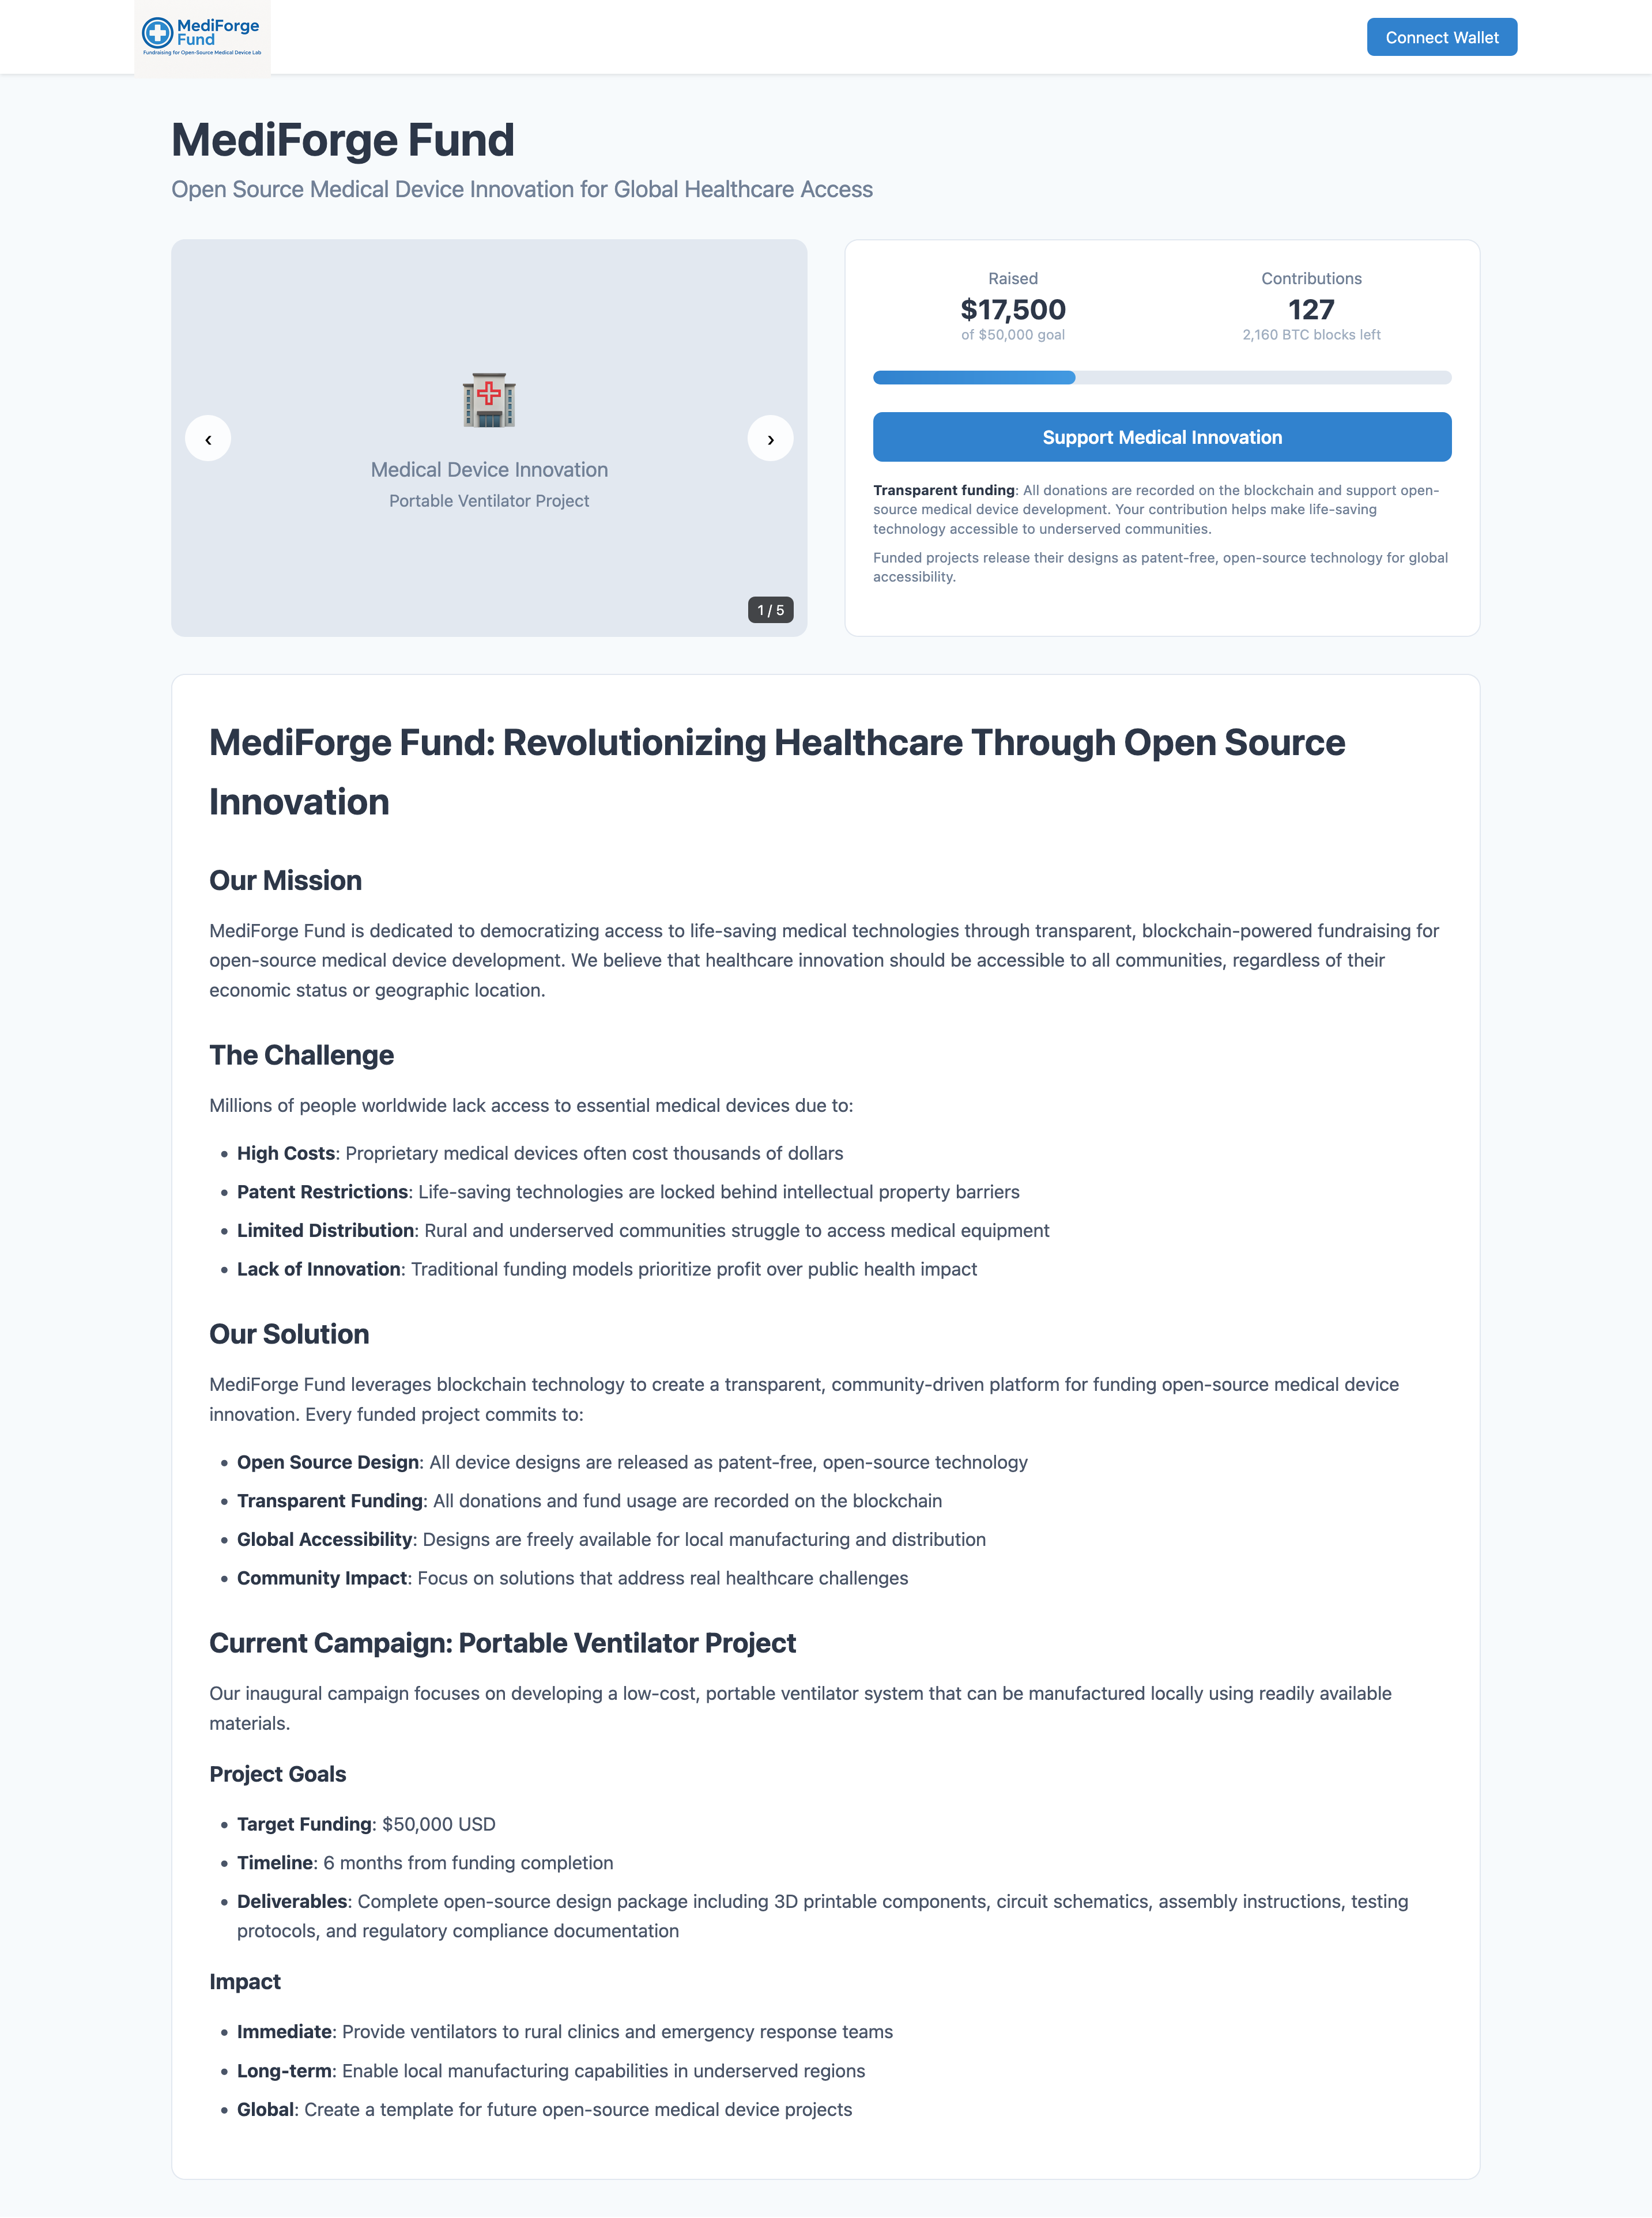 MediForge
Fund
Fundraising for Open-Source Medical Device Lab
Connect Wallet
MediForge Fund
Open Source Medical Device Innovation for Global Healthcare Access
‹
›
Medical Device Innovation
Portable Ventilator Project
1 / 5
Raised
$17,500
of $50,000 goal
Contributions
127
2,160 BTC blocks left
Support Medical Innovation
Transparent funding: All donations are recorded on the blockchain and support open-
source medical device development. Your contribution helps make life-saving
technology accessible to underserved communities.
Funded projects release their designs as patent-free, open-source technology for global
accessibility.
MediForge Fund: Revolutionizing Healthcare Through Open Source
Innovation
Our Mission
MediForge Fund is dedicated to democratizing access to life-saving medical technologies through transparent, blockchain-powered fundraising for
open-source medical device development. We believe that healthcare innovation should be accessible to all communities, regardless of their
economic status or geographic location.
The Challenge
Millions of people worldwide lack access to essential medical devices due to:
• High Costs: Proprietary medical devices often cost thousands of dollars
• Patent Restrictions: Life-saving technologies are locked behind intellectual property barriers
• Limited Distribution: Rural and underserved communities struggle to access medical equipment
• Lack of Innovation: Traditional funding models prioritize profit over public health impact
Our Solution
MediForge Fund leverages blockchain technology to create a transparent, community-driven platform for funding open-source medical device
innovation. Every funded project commits to:
• Open Source Design: All device designs are released as patent-free, open-source technology
• Transparent Funding: All donations and fund usage are recorded on the blockchain
• Global Accessibility: Designs are freely available for local manufacturing and distribution
• Community Impact: Focus on solutions that address real healthcare challenges
Current Campaign: Portable Ventilator Project
Our inaugural campaign focuses on developing a low-cost, portable ventilator system that can be manufactured locally using readily available
materials.
Project Goals
• Target Funding: $50,000 USD
• Timeline: 6 months from funding completion
• Deliverables: Complete open-source design package including 3D printable components, circuit schematics, assembly instructions, testing
protocols, and regulatory compliance documentation
Impact
• Immediate: Provide ventilators to rural clinics and emergency response teams
• Long-term: Enable local manufacturing capabilities in underserved regions
• Global: Create a template for future open-source medical device projects